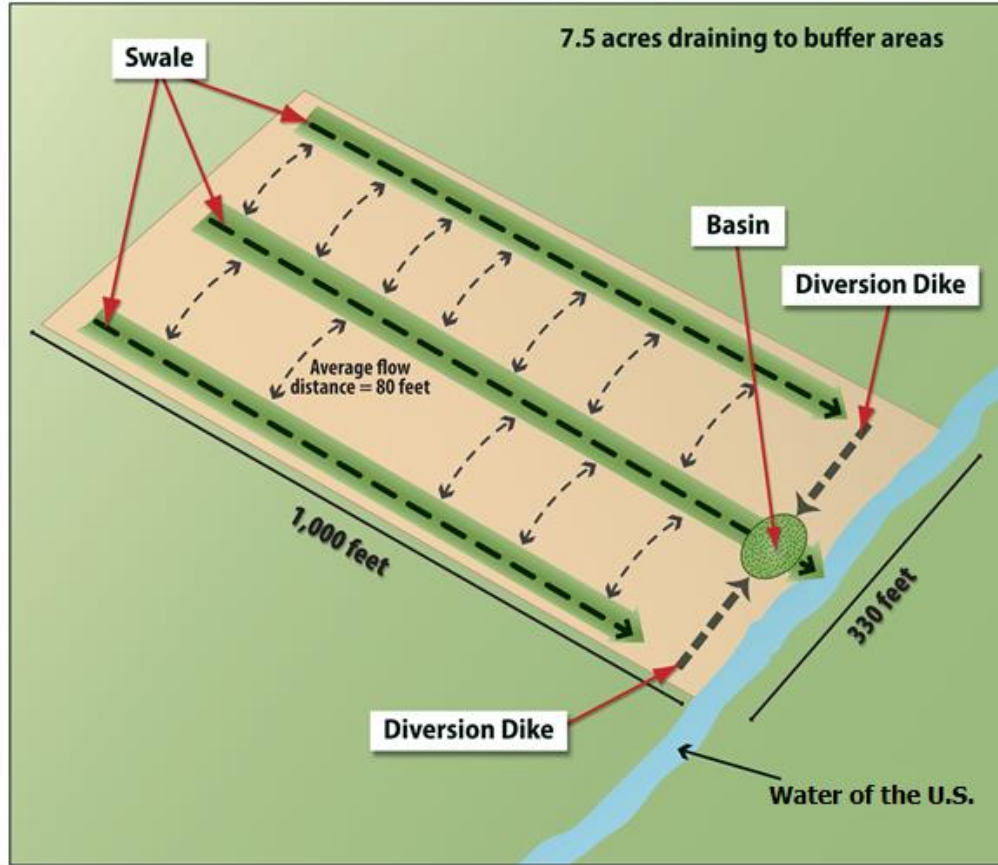 7.5 acres draining to buffer areas
Swale
Basin
Diversion Dike
Average flow
distance = 80 feet
1,000 feet
330 feet
Diversion Dike
Water of the U.S.